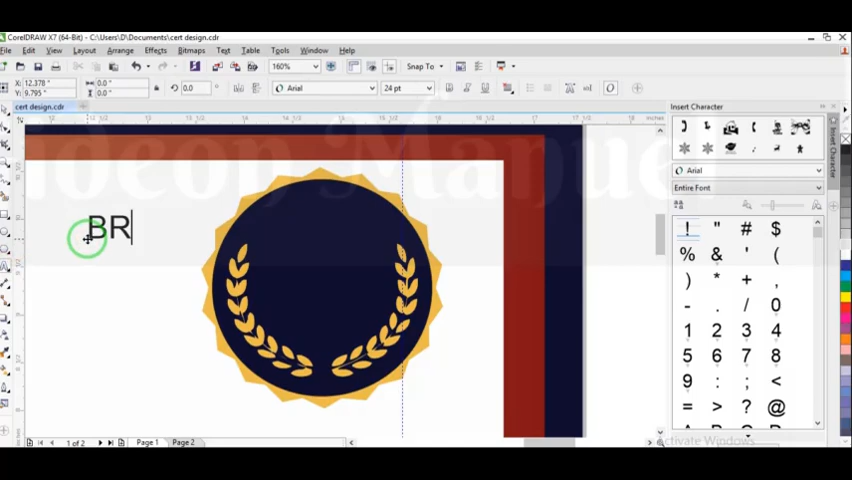 CorelDRAW X7 (64-Bit) - C:\Users\D\Documents\cert design.cdr
File Edit View Layout Arrange Effects Bitmaps Text Table Tools Window Help
160% Snap To
X: 12.378 " 0.0 " 0.0 Arial 24 pt
Y: 9.795 " 0.0 "
cert design.cdr
Insert Character
inches
Arial
Entire Font
BR
! " # $
% & ' (
) * + ,
- . / 0
1 2 3 4
5 6 7 8
9 : ; <
= > ? @
Activate Windows
1 of 2 Page 1 Page 2
Insert Character
Manuel